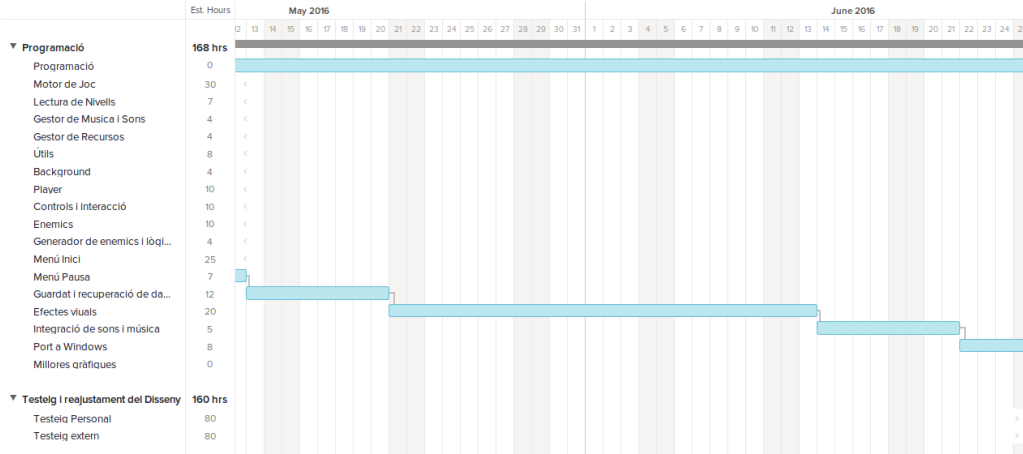 Est. Hours May 2016 June 2016
12 13 14 15 16 17 18 19 20 21 22 23 24 25 26 27 28 29 30 31 1 2 3 4 5 6 7 8 9 10 11 12 13 14 15 16 17 18 19 20 21 22 23 24
Programació 168 hrs
Programació 0
Motor de Joc 30
Lectura de Nivells 7
Gestor de Musica i Sons 4
Gestor de Recursos 4
Útils 8
Background 4
Player 10
Controls i interacció 10
Enemics 10
Generador de enemics i lògi... 4
Menú Inici 25
Menú Pausa 7
Guardat i recuperació de da... 12
Efectes viuals 20
Integració de sons i música 5
Port a Windows 8
Millores gràfiques 0
Testeig i reajustament del Disseny 160 hrs
Testeig Personal 80
Testeig extern 80